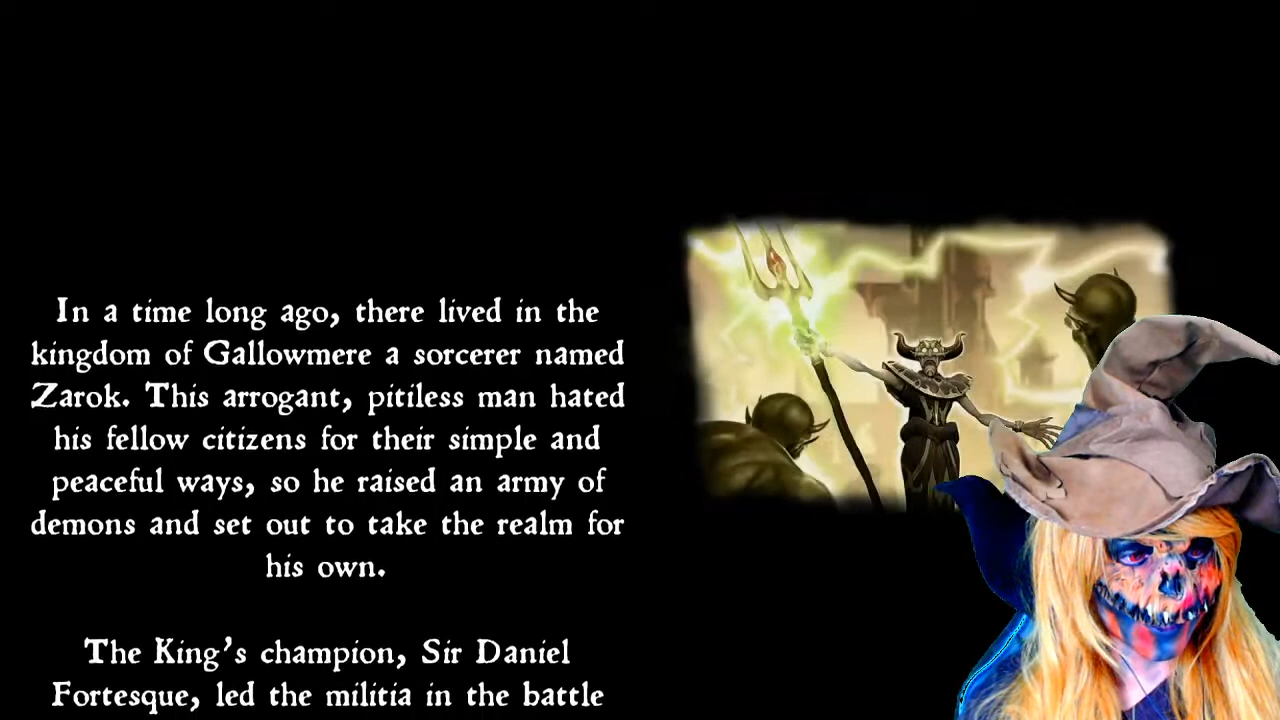 In a time long ago, there lived in the
kingdom of Gallowmere a sorcerer named
Zarok. This arrogant, pitiless man hated
his fellow citizens for their simple and
peaceful ways, so he raised an army of
demons and set out to take the realm for
his own.
The King's champion, Sir Daniel
Fortesque, led the militia in the battle